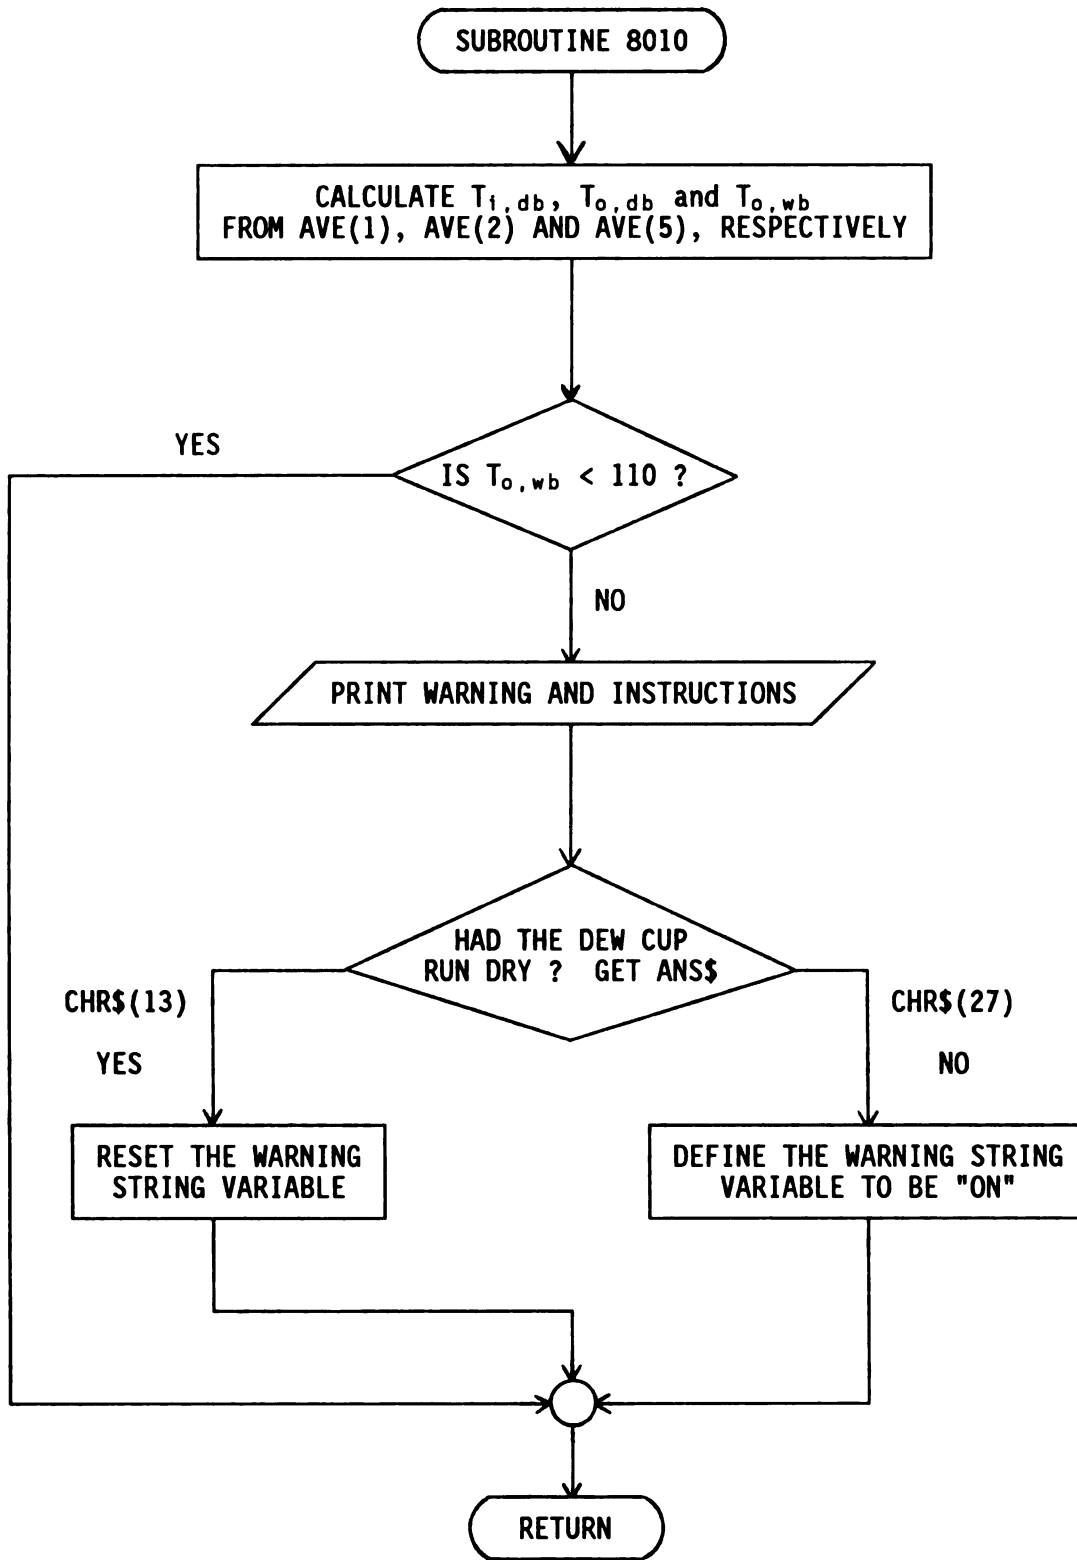 SUBROUTINE 8010
CALCULATE Ti,db, To,db and To,wb
FROM AVE(1), AVE(2) AND AVE(5), RESPECTIVELY
YES
IS To,wb < 110 ?
NO
PRINT WARNING AND INSTRUCTIONS
HAD THE DEW CUP
RUN DRY ? GET ANS$
CHR$(13)
YES
CHR$(27)
NO
RESET THE WARNING
STRING VARIABLE
DEFINE THE WARNING STRING
VARIABLE TO BE "ON"
RETURN